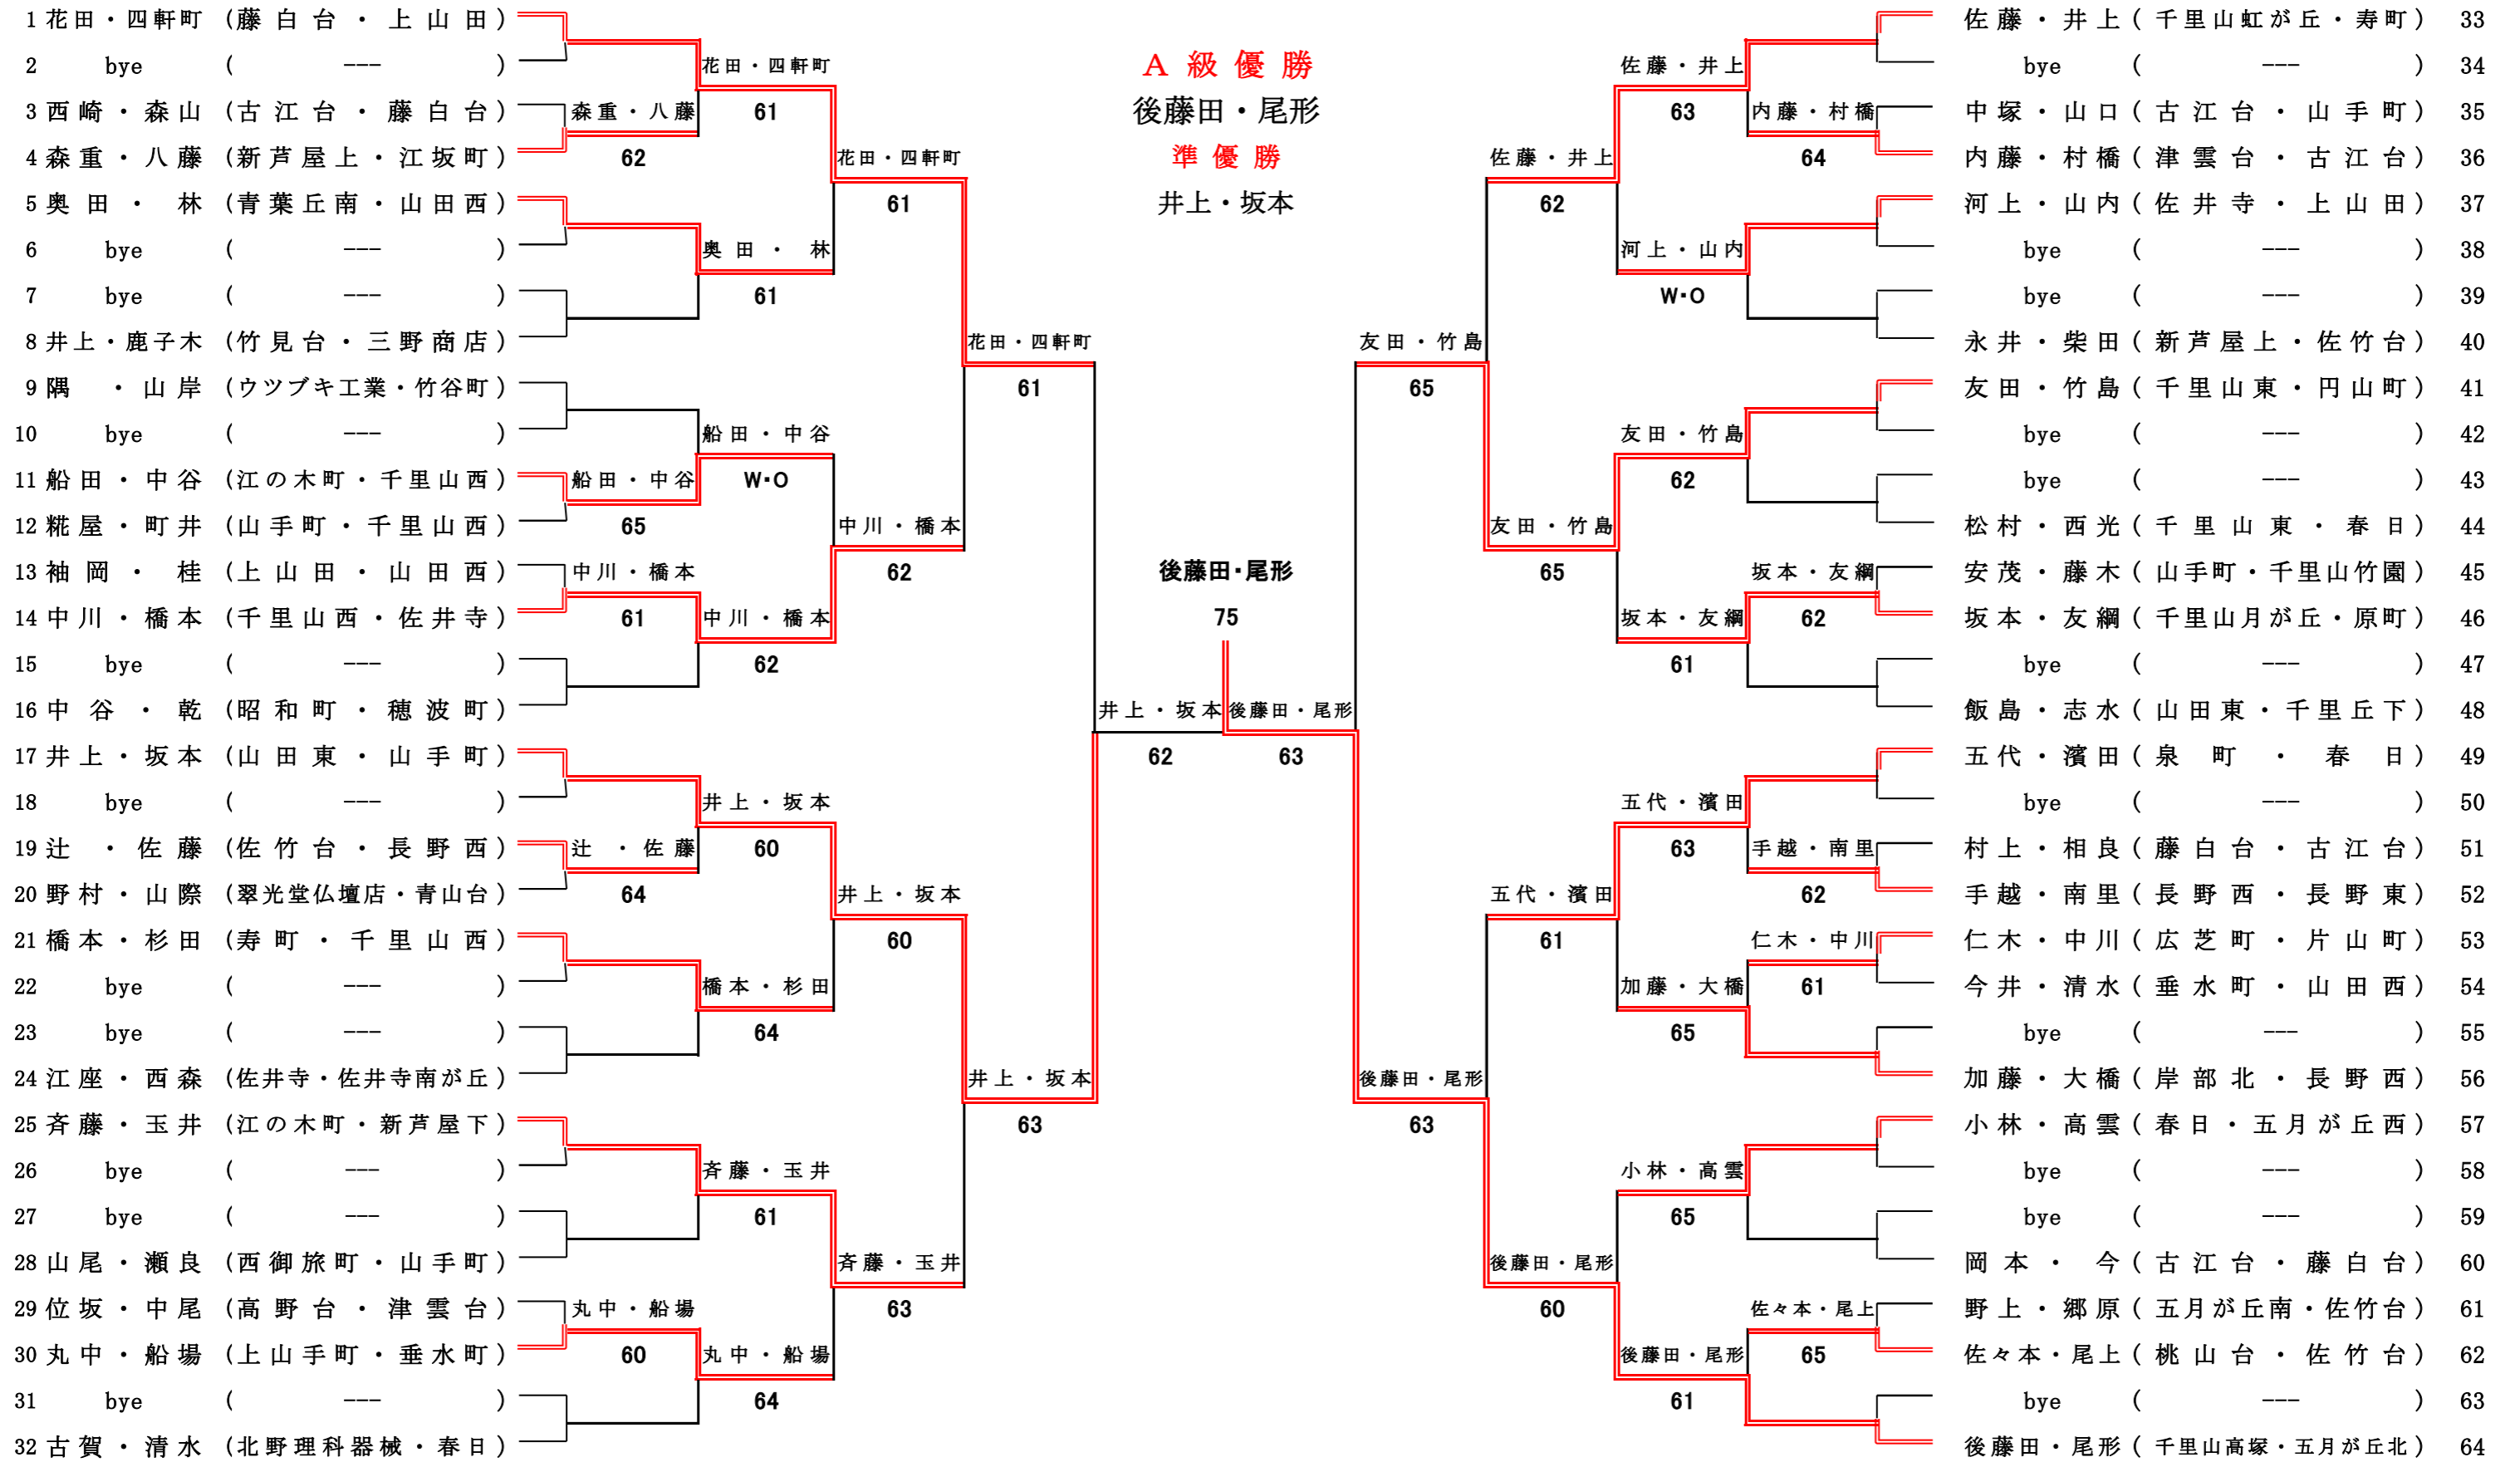 A 級 優 勝
後藤田・尾形
準 優 勝
井上・坂本
1 花田・四軒町 (藤白台・上山田)
2 bye ( --- )
3 西崎・森山 (古江台・藤白台)
4 森重・八藤 (新芦屋上・江坂町)
5 奥田・林 (青葉丘南・山田西)
6 bye ( --- )
7 bye ( --- )
8 井上・鹿子木 (竹見台・三野商店)
9 隅・山岸 (ウツブキ工業・竹谷町)
10 bye ( --- )
11 船田・中谷 (江の木町・千里山西)
12 糀屋・町井 (山手町・千里山西)
13 袖岡・桂 (上山田・山田西)
14 中川・橋本 (千里山西・佐井寺)
15 bye ( --- )
16 中谷・乾 (昭和町・穂波町)
17 井上・坂本 (山田東・山手町)
18 bye ( --- )
19 辻・佐藤 (佐竹台・長野西)
20 野村・山際 (翠光堂仏壇店・青山台)
21 橋本・杉田 (寿町・千里山西)
22 bye ( --- )
23 bye ( --- )
24 江座・西森 (佐井寺・佐井寺南が丘)
25 斉藤・玉井 (江の木町・新芦屋下)
26 bye ( --- )
27 bye ( --- )
28 山尾・瀬良 (西御旅町・山手町)
29 位坂・中尾 (高野台・津雲台)
30 丸中・船場 (上山手町・垂水町)
31 bye ( --- )
32 古賀・清水 (北野理科器械・春日)
森重・八藤
62
船田・中谷
65
中川・橋本
61
辻・佐藤
64
丸中・船場
60
花田・四軒町
61
奥田・林
61
船田・中谷
W・O
中川・橋本
62
井上・坂本
60
橋本・杉田
64
斉藤・玉井
61
丸中・船場
64
花田・四軒町
61
中川・橋本
62
井上・坂本
60
斉藤・玉井
63
花田・四軒町
61
井上・坂本
63
井上・坂本
62
後藤田・尾形
75
後藤田・尾形
63
友田・竹島
65
後藤田・尾形
63
佐藤・井上
62
友田・竹島
65
五代・濱田
61
後藤田・尾形
60
佐藤・井上
63
河上・山内
W・O
友田・竹島
62
坂本・友綱
61
五代・濱田
63
加藤・大橋
65
小林・高雲
65
後藤田・尾形
61
内藤・村橋
64
坂本・友綱
62
手越・南里
62
仁木・中川
61
佐々本・尾上
65
佐藤・井上 (千里山虹が丘・寿町) 33
bye ( --- ) 34
中塚・山口 (古江台・山手町) 35
内藤・村橋 (津雲台・古江台) 36
河上・山内 (佐井寺・上山田) 37
bye ( --- ) 38
bye ( --- ) 39
永井・柴田 (新芦屋上・佐竹台) 40
友田・竹島 (千里山東・円山町) 41
bye ( --- ) 42
bye ( --- ) 43
松村・西光 (千里山東・春日) 44
安茂・藤木 (山手町・千里山竹園) 45
坂本・友綱 (千里山月が丘・原町) 46
bye ( --- ) 47
飯島・志水 (山田東・千里丘下) 48
五代・濱田 (泉町・春日) 49
bye ( --- ) 50
村上・相良 (藤白台・古江台) 51
手越・南里 (長野西・長野東) 52
仁木・中川 (広芝町・片山町) 53
今井・清水 (垂水町・山田西) 54
bye ( --- ) 55
加藤・大橋 (岸部北・長野西) 56
小林・高雲 (春日・五月が丘西) 57
bye ( --- ) 58
bye ( --- ) 59
岡本・今 (古江台・藤白台) 60
野上・郷原 (五月が丘南・佐竹台) 61
佐々本・尾上 (桃山台・佐竹台) 62
bye ( --- ) 63
後藤田・尾形 (千里山高塚・五月が丘北) 64